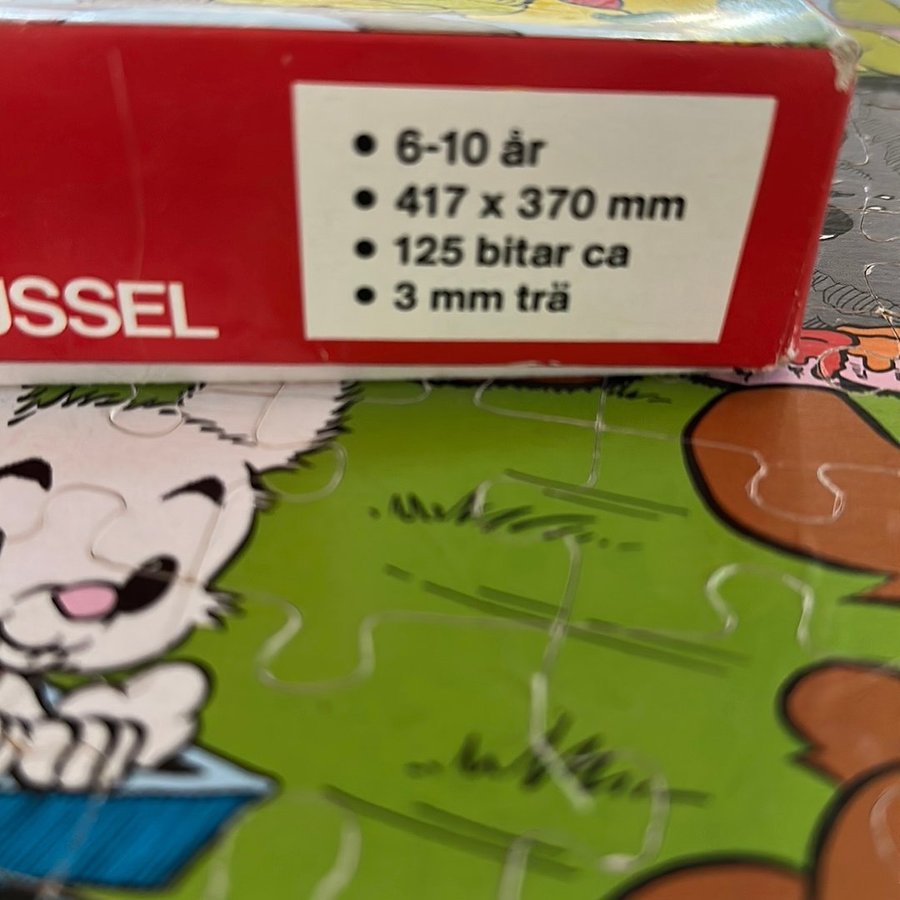 • 6-10 år
• 417 x 370 mm
• 125 bitar ca
• 3 mm trä
USSEL